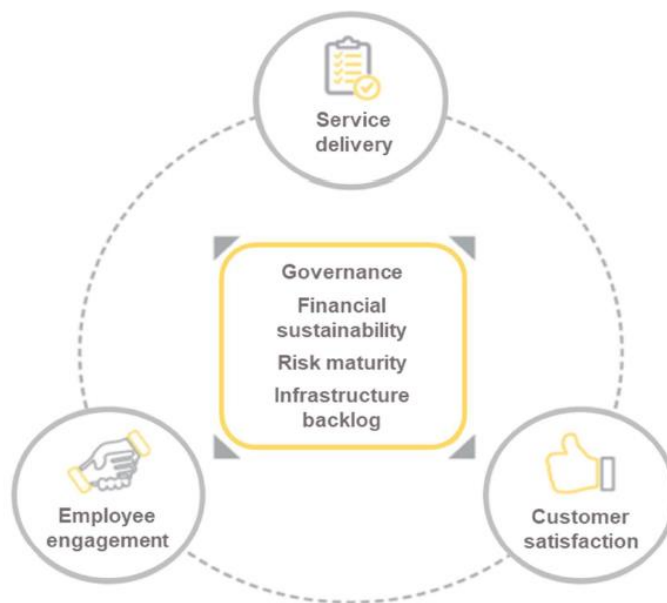 Service
delivery
Governance
Financial
sustainability
Risk maturity
Infrastructure
backlog
Employee
engagement
Customer
satisfaction